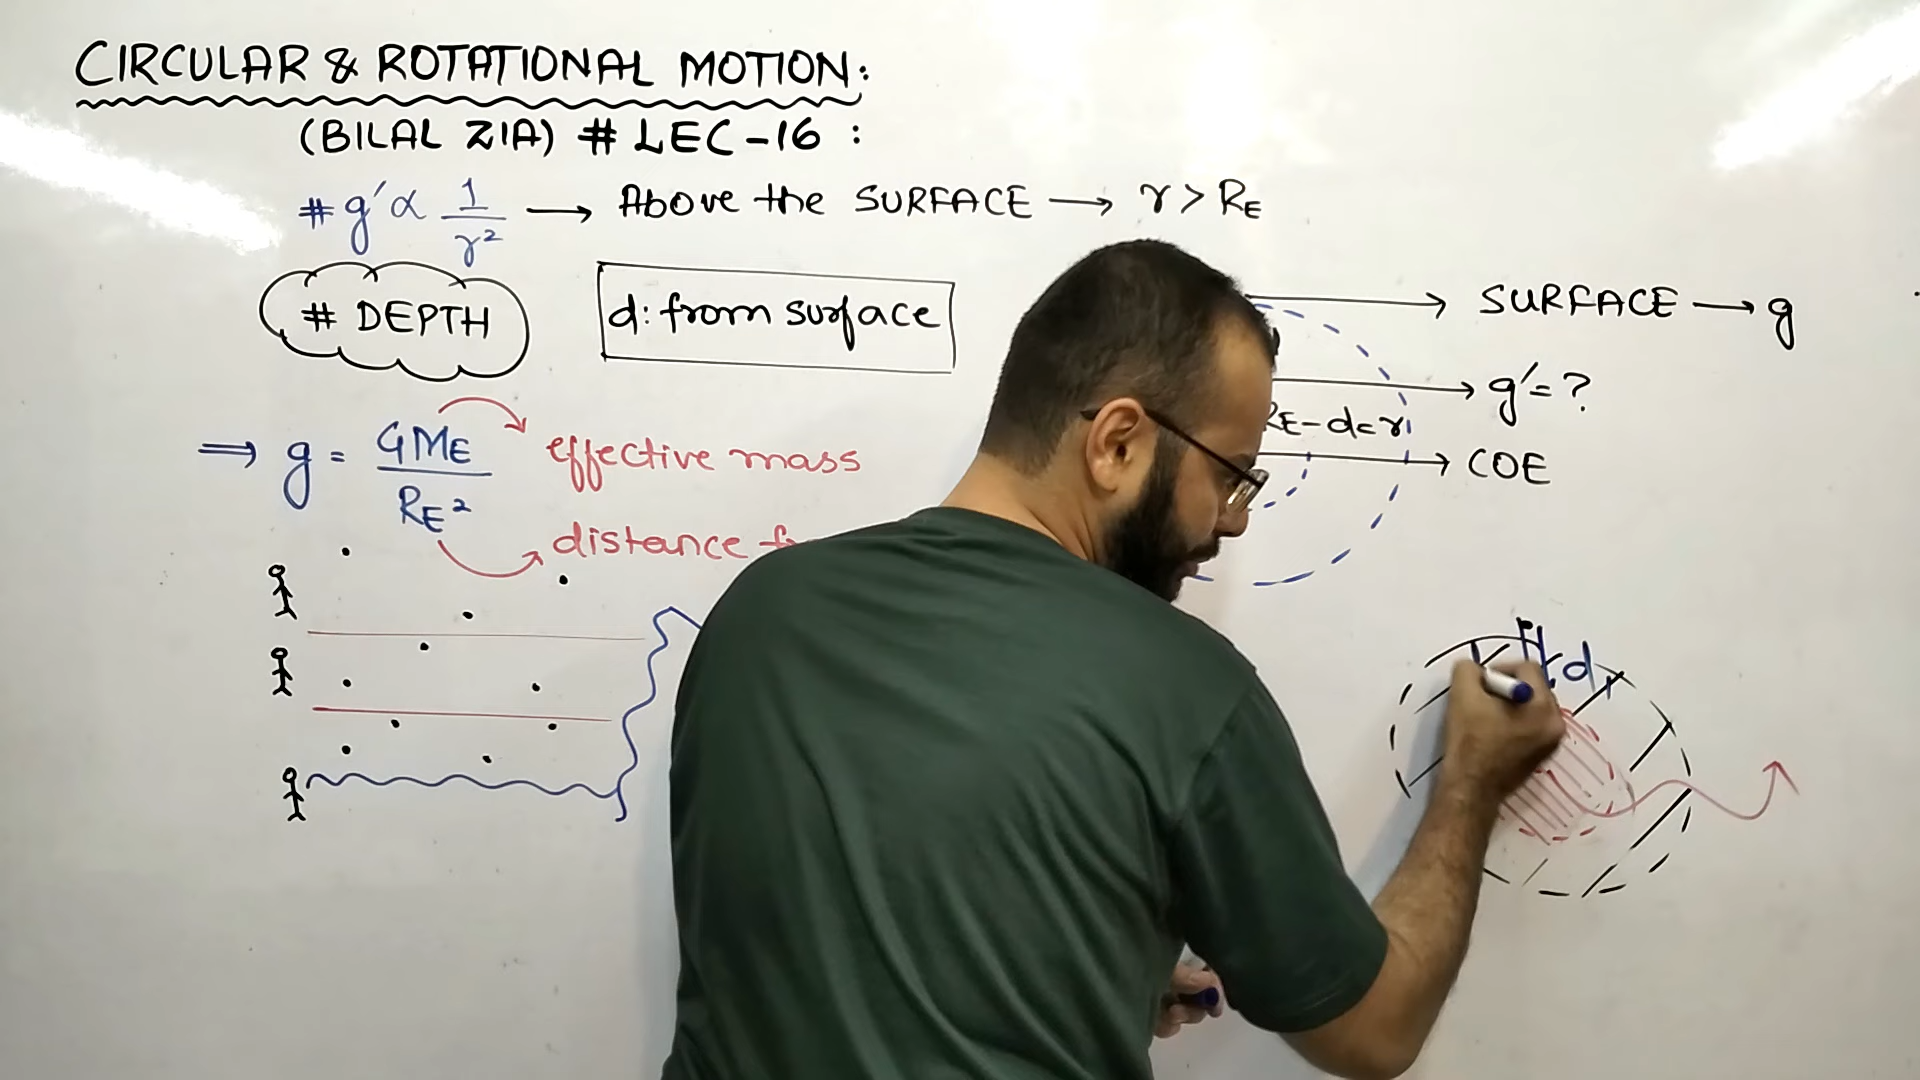 CIRCULAR & ROTATIONAL MOTION:
(BILAL ZIA) # LEC-16 :
# g′ ∝ 1/r² → Above the SURFACE → r > RE
# DEPTH
d: from surface
→ SURFACE → g
→ g′= ?
E-d=r
→ COE
⇒ g = GME/RE²
effective mass
distance
d